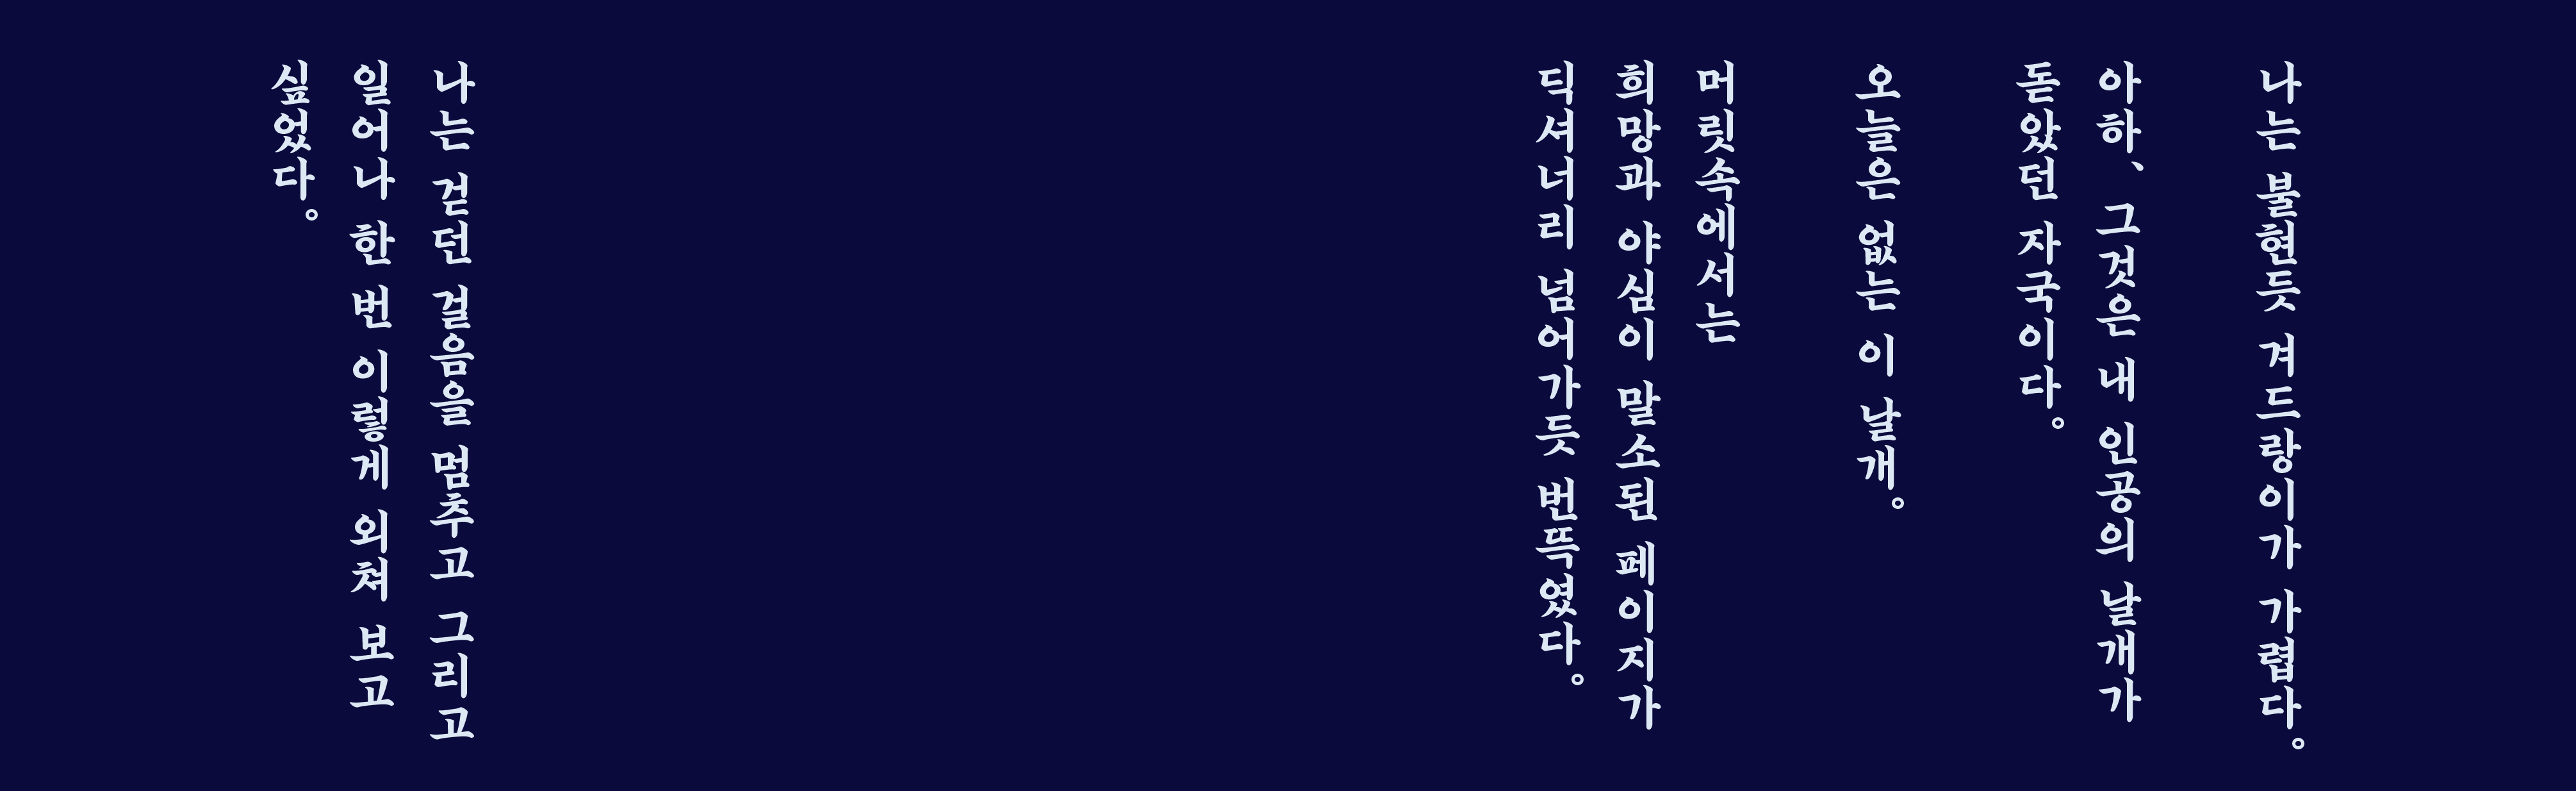 나는 불현듯 겨드랑이가 가렵다。
아하、그것은 내 인공의 날개가
돋았던 자국이다。
오늘은 없는 이 날개。
머릿속에서는
희망과 야심이 말소된 페이지가
딕셔너리 넘어가듯 번뜩였다。
나는 걷던 걸음을 멈추고 그리고
일어나 한 번 이렇게 외쳐 보고
싶었다。